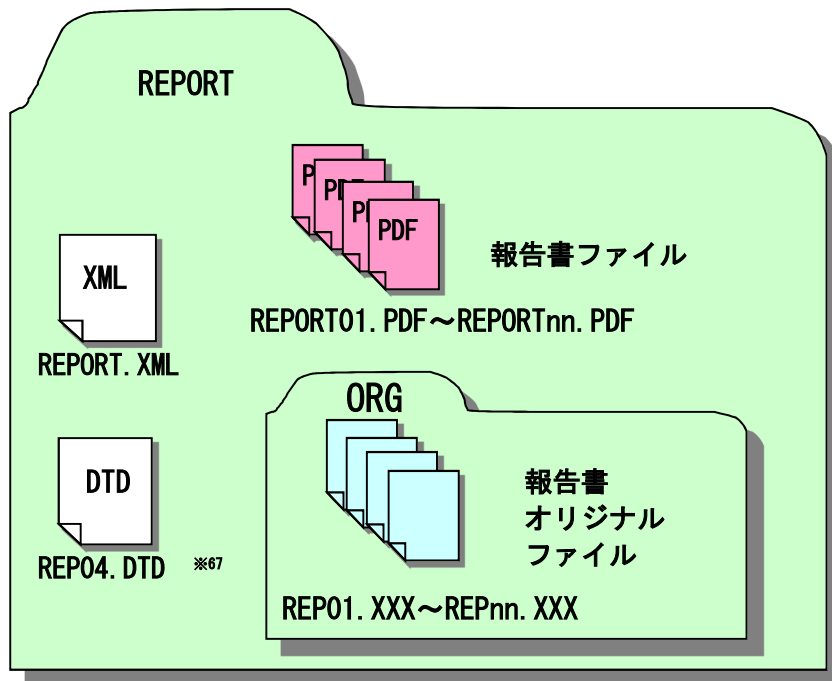 REPORT
PDF
PDF
PDF
PDF
報告書ファイル
REPORT01.PDF～REPORTnn.PDF
XML
REPORT.XML
DTD
REP04.DTD ※67
ORG
報告書
オリジナル
ファイル
REP01.XXX～REPnn.XXX